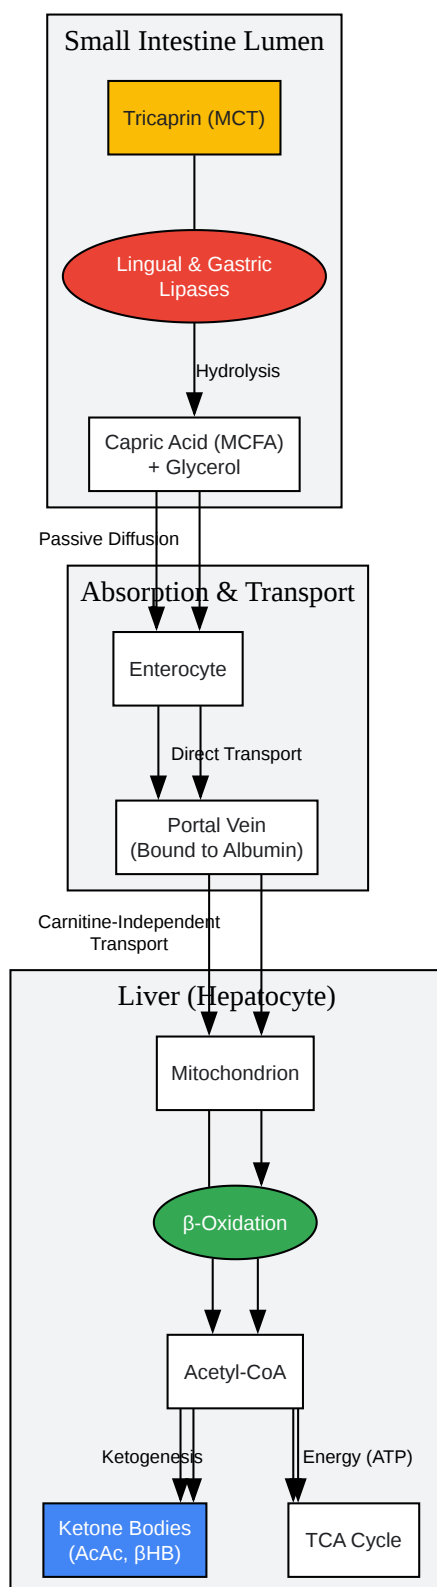 Small Intestine Lumen
Tricaprin (MCT)
Lingual & Gastric
Lipases
Hydrolysis
Capric Acid (MCFA)
+ Glycerol
Passive Diffusion
Absorption & Transport
Enterocyte
Direct Transport
Portal Vein
(Bound to Albumin)
Carnitine-Independent
Transport
Liver (Hepatocyte)
Mitochondrion
β-Oxidation
Acetyl-CoA
Ketogenesis
Energy (ATP)
Ketone Bodies
(AcAc, βHB)
TCA Cycle